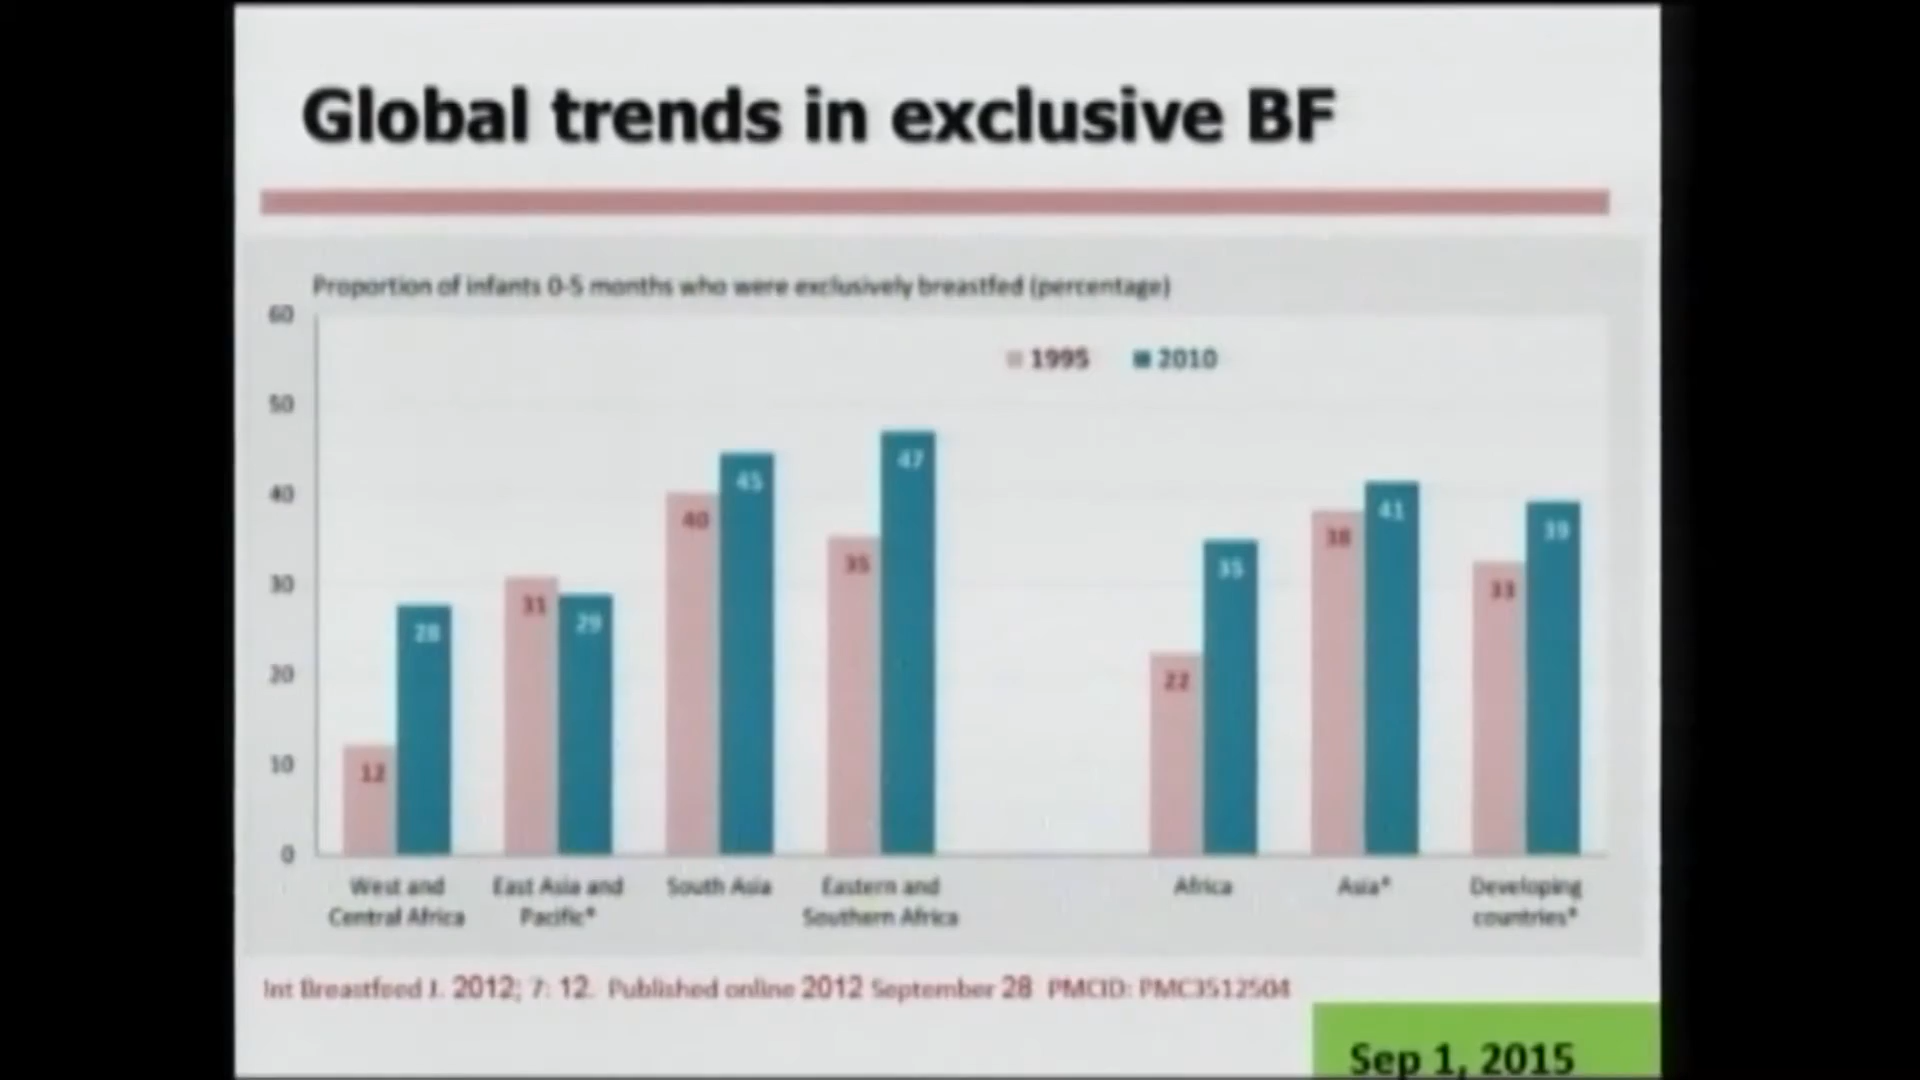 Global trends in exclusive BF
Proportion of infants 0-5 months who were exclusively breastfed (percentage)
60
1995 2010
50
47
45
40
40
41
39
38
35
35
33
31
30
29
28
22
20
12
10
0
West and Central Africa
East Asia and Pacific*
South Asia
Eastern and Southern Africa
Africa
Asia*
Developing countries*
Int Breastfeed J. 2012; 7: 12. Published online 2012 September 28 PMCID: PMC3512504
Sep 1, 2015